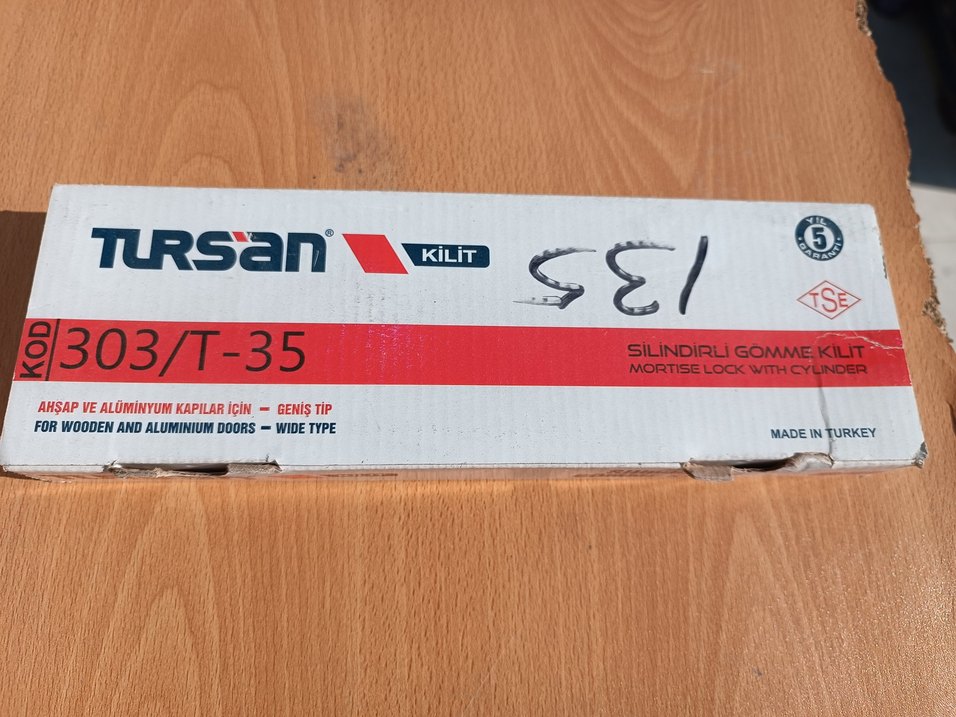 TURSAN® KİLİT
135
5 YIL GARANTİ
TSE
KOD 303/T-35
SİLİNDİRLİ GÖMME KİLİT
MORTISE LOCK WITH CYLINDER
AHŞAP VE ALÜMİNYUM KAPILAR İÇİN – GENİŞ TİP
FOR WOODEN AND ALUMINIUM DOORS – WIDE TYPE
MADE IN TURKEY